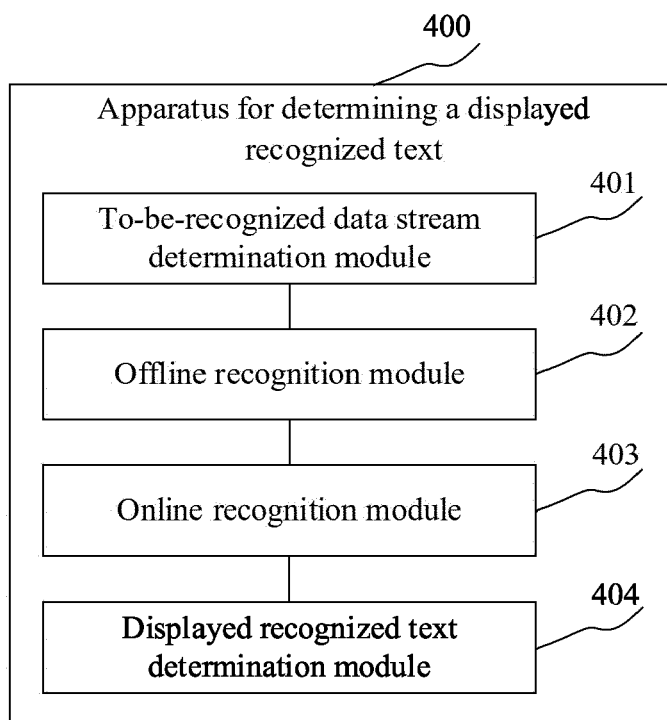 400
Apparatus for determining a displayed
recognized text
401
To-be-recognized data stream
determination module
402
Offline recognition module
403
Online recognition module
404
Displayed recognized text
determination module